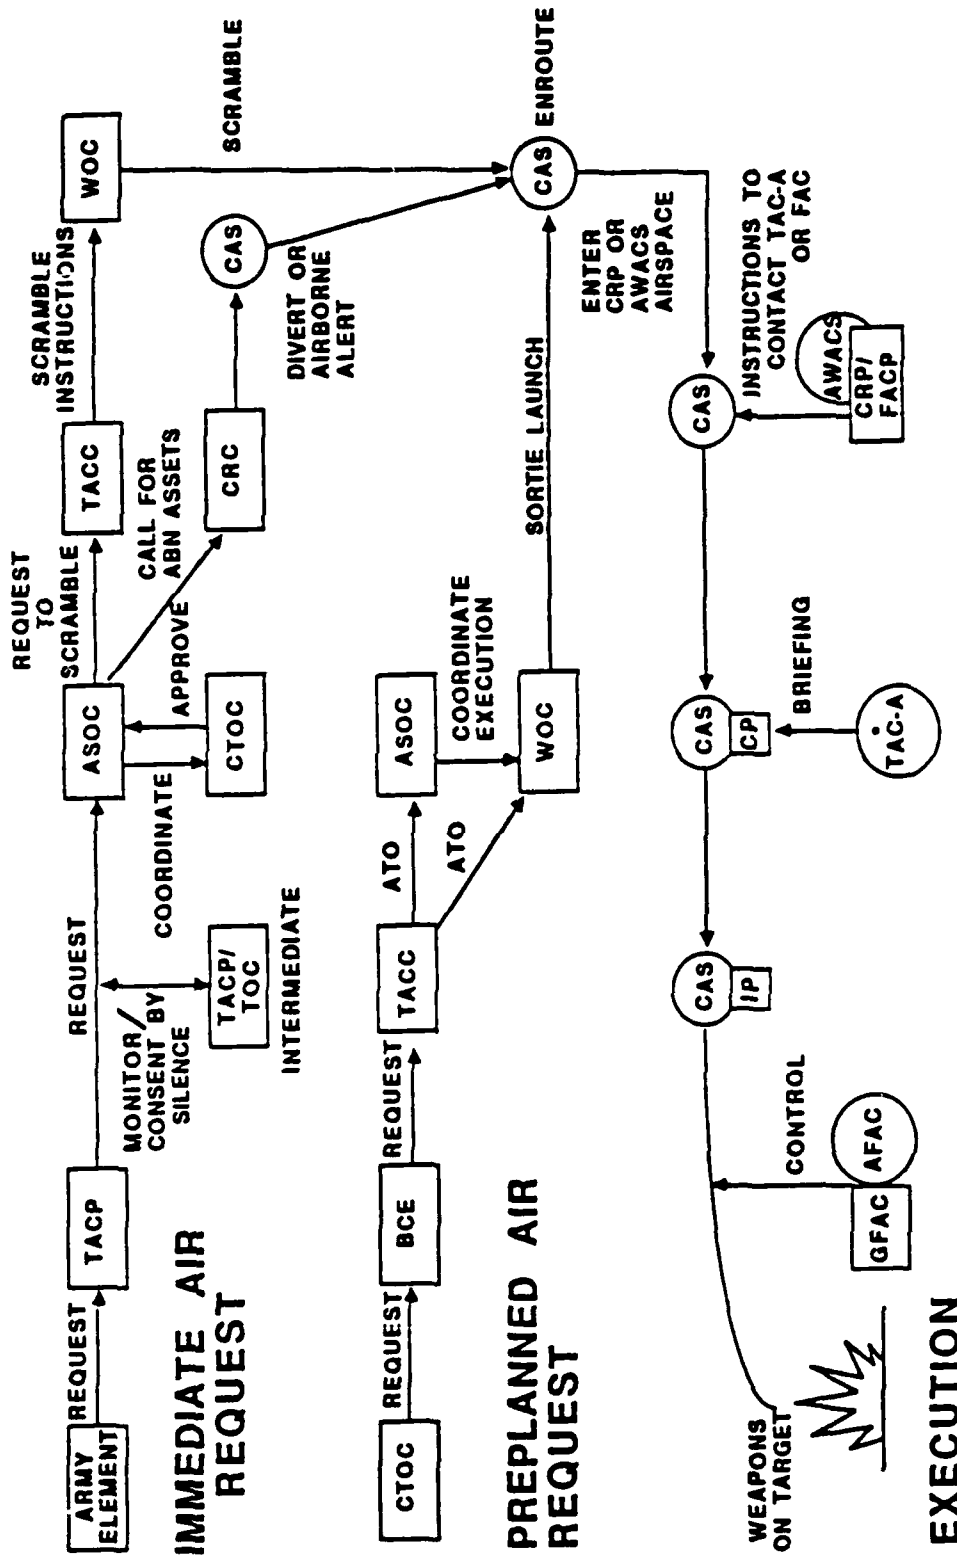 ARMY
ELEMENT
REQUEST
TACP
REQUEST
MONITOR/
CONSENT BY
SILENCE
TACP/
TOC
INTERMEDIATE
ASOC
COORDINATE
APPROVE
CTOC
REQUEST
TO
SCRAMBLE
TACC
CALL FOR
ABN ASSETS
CRC
SCRAMBLE
INSTRUCTIONS
WOC
CAS
DIVERT OR
AIRBORNE
ALERT
SCRAMBLE
IMMEDIATE AIR
REQUEST
CTOC
REQUEST
BCE
REQUEST
TACC
ATO
ATO
ASOC
COORDINATE
EXECUTION
WOC
SORTIE LAUNCH
CAS
ENROUTE
PREPLANNED AIR
REQUEST
ENTER
CRP OR
AWACS
AIRSPACE
CAS
INSTRUCTIONS TO
CONTACT TAC-A
OR FAC
AWACS
CRP/
FACP
CAS
CP
BRIEFING
TAC-A
CAS
IP
CONTROL
GFAC
AFAC
WEAPONS
ON TARGET
EXECUTION